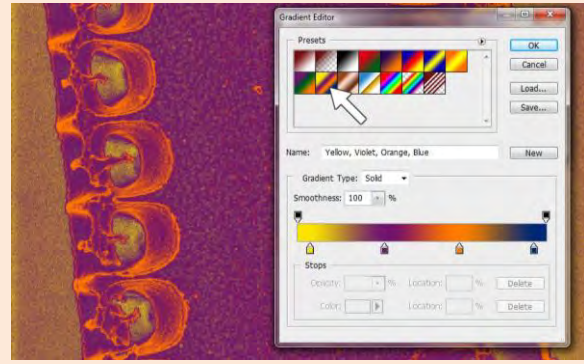 Gradient Editor
Presets
OK
Cancel
Load...
Save...
Name: Yellow, Violet, Orange, Blue
New
Gradient Type: Solid
Smoothness: 100 %
Stops
Opacity: % Location: % Delete
Color: Location: % Delete